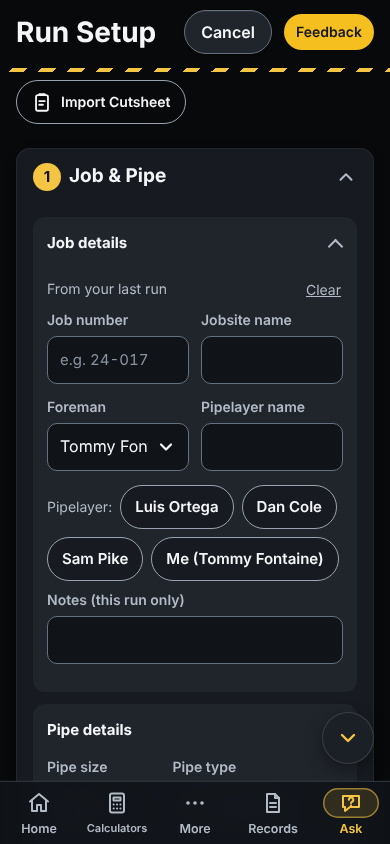 Run Setup
Cancel
Feedback
Import Cutsheet
1 Job & Pipe
Job details
From your last run Clear
Job number Jobsite name
e.g. 24-017
Foreman Pipelayer name
Tommy Fon
Pipelayer: Luis Ortega Dan Cole
Sam Pike Me (Tommy Fontaine)
Notes (this run only)
Pipe details
Pipe size Pipe type
Home Calculators More Records Ask